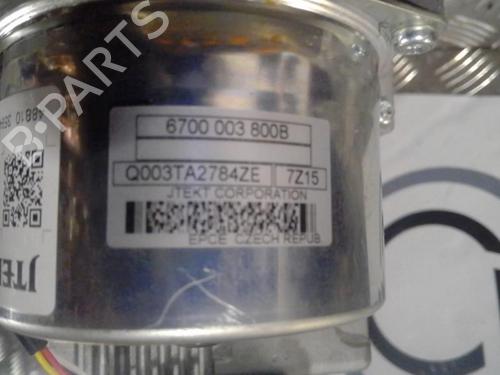 6700 003 800B
Q003TA2784ZE 7Z15
JTEKT CORPORATION
EPCE CZECH REPUB
B-PARTS
JTE